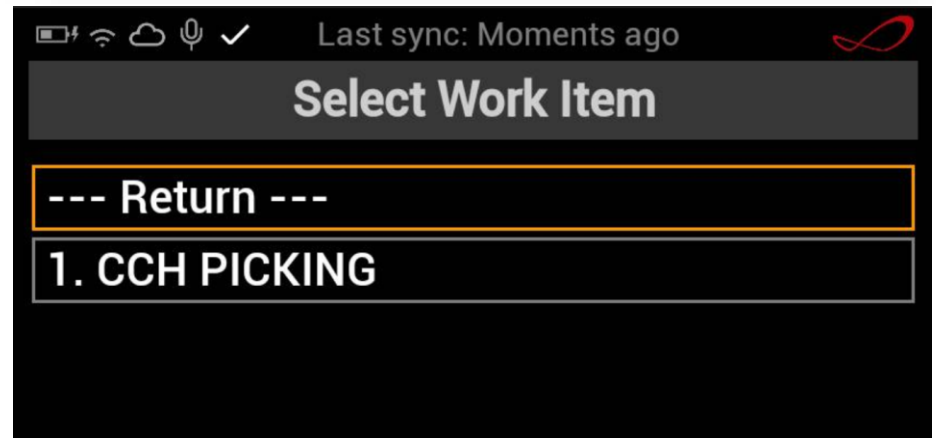 Last sync: Moments ago
Select Work Item
--- Return ---
1. CCH PICKING